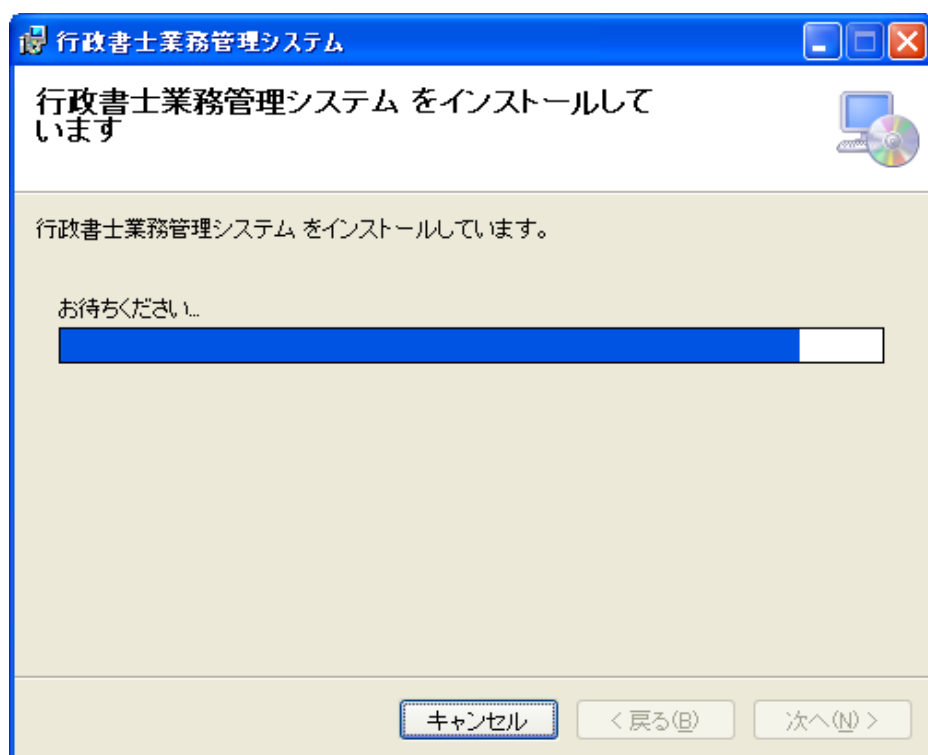 行政書士業務管理システム
行政書士業務管理システム をインストールして
います
行政書士業務管理システム をインストールしています。
お待ちください...
キャンセル
< 戻る(B)
次へ(N) >